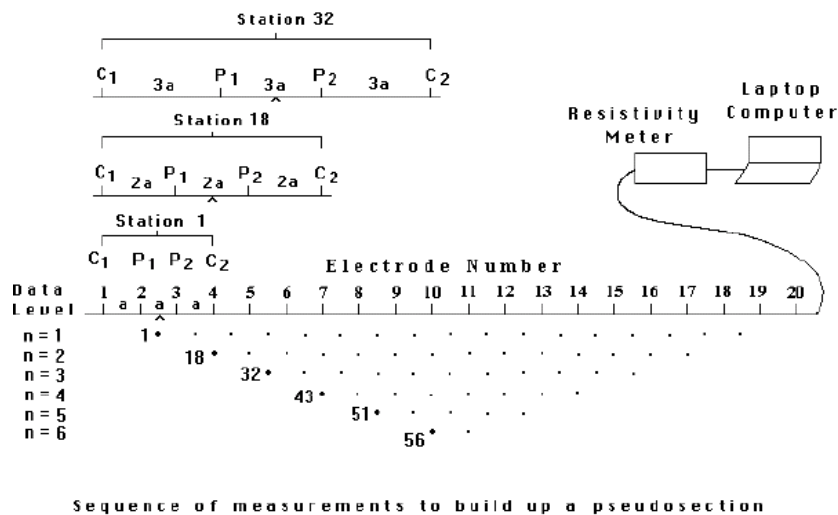 Station 32
C1 3a P1 3a P2 3a C2
Station 18
C1 2a P1 2a P2 2a C2
Station 1
C1 P1 P2 C2
Resistivity Meter
Laptop Computer
Electrode Number
Data Level
1 2 3 4 5 6 7 8 9 10 11 12 13 14 15 16 17 18 19 20
a a a
n = 1 1
n = 2 18
n = 3 32
n = 4 43
n = 5 51
n = 6 56
Sequence of measurements to build up a pseudosection